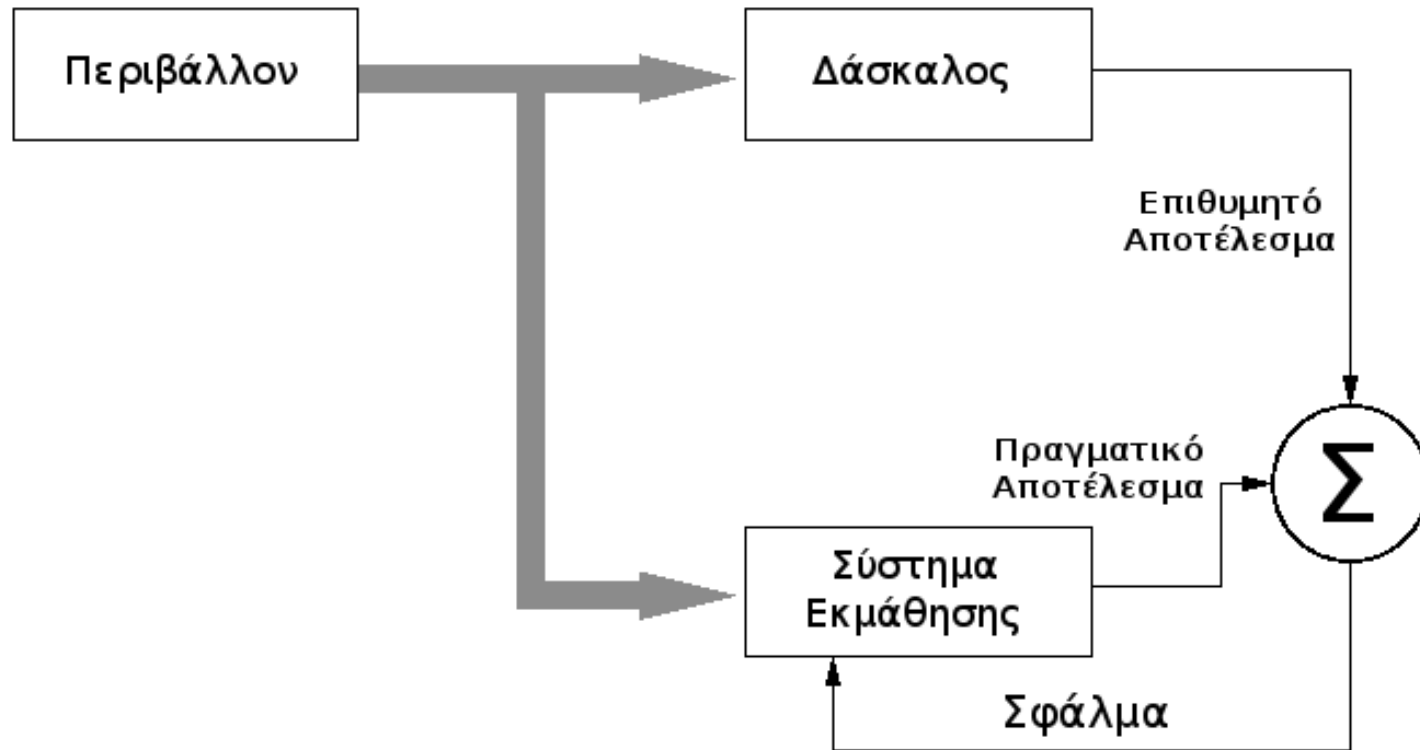 Περιβάλλον
Δάσκαλος
Επιθυμητό
Αποτέλεσμα
Πραγματικό
Αποτέλεσμα
Σ
Σύστημα
Εκμάθησης
Σφάλμα